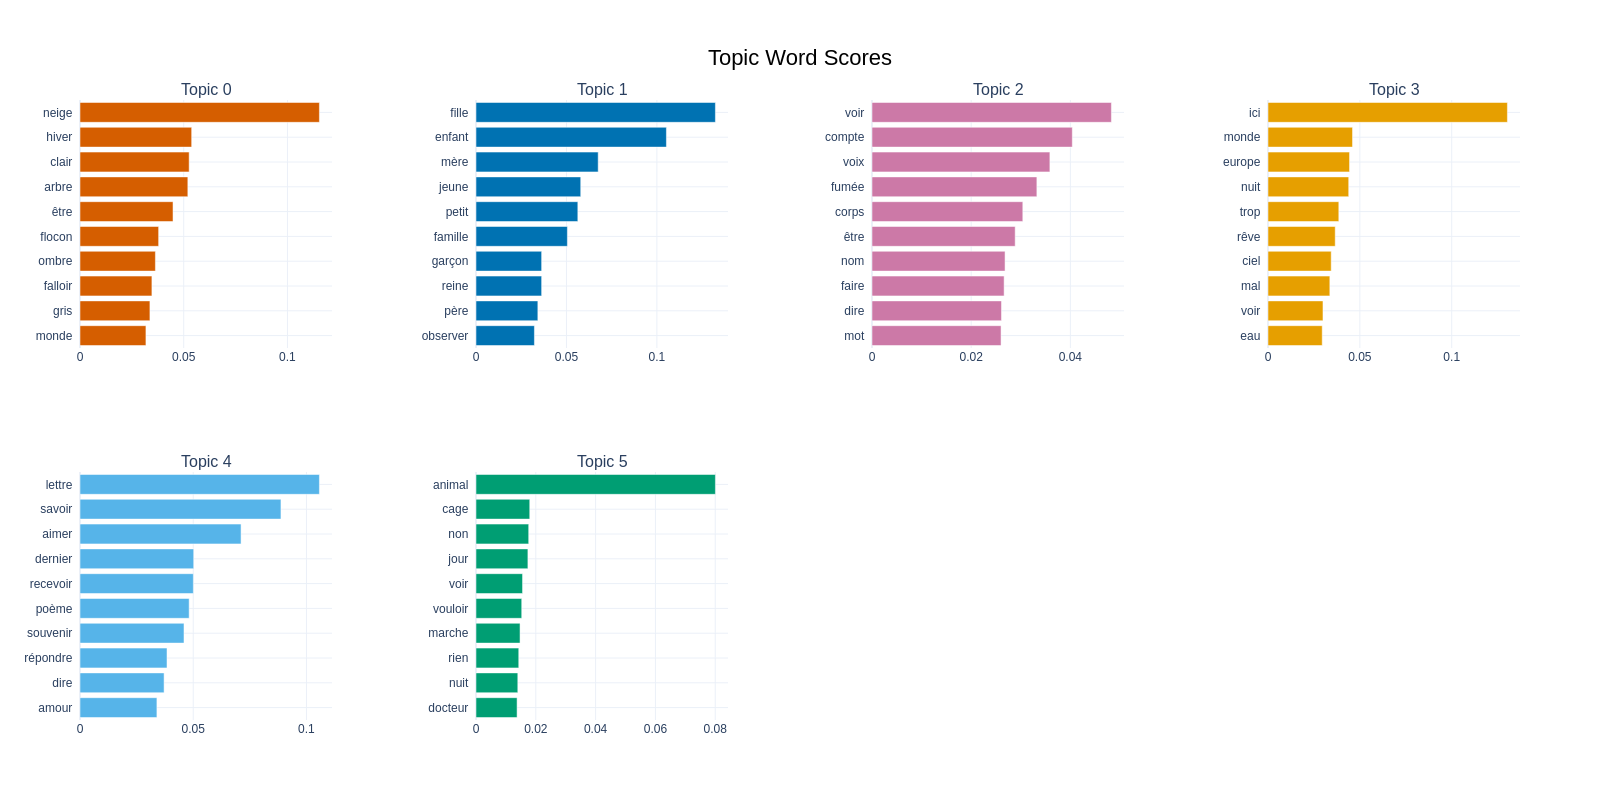 Topic Word Scores
Topic 0
neige
hiver
clair
arbre
être
flocon
ombre
falloir
gris
monde
0 0.05 0.1
Topic 1
fille
enfant
mère
jeune
petit
famille
garçon
reine
père
observer
0 0.05 0.1
Topic 2
voir
compte
voix
fumée
corps
être
nom
faire
dire
mot
0 0.02 0.04
Topic 3
ici
monde
europe
nuit
trop
rêve
ciel
mal
voir
eau
0 0.05 0.1
Topic 4
lettre
savoir
aimer
dernier
recevoir
poème
souvenir
répondre
dire
amour
0 0.05 0.1
Topic 5
animal
cage
non
jour
voir
vouloir
marche
rien
nuit
docteur
0 0.02 0.04 0.06 0.08